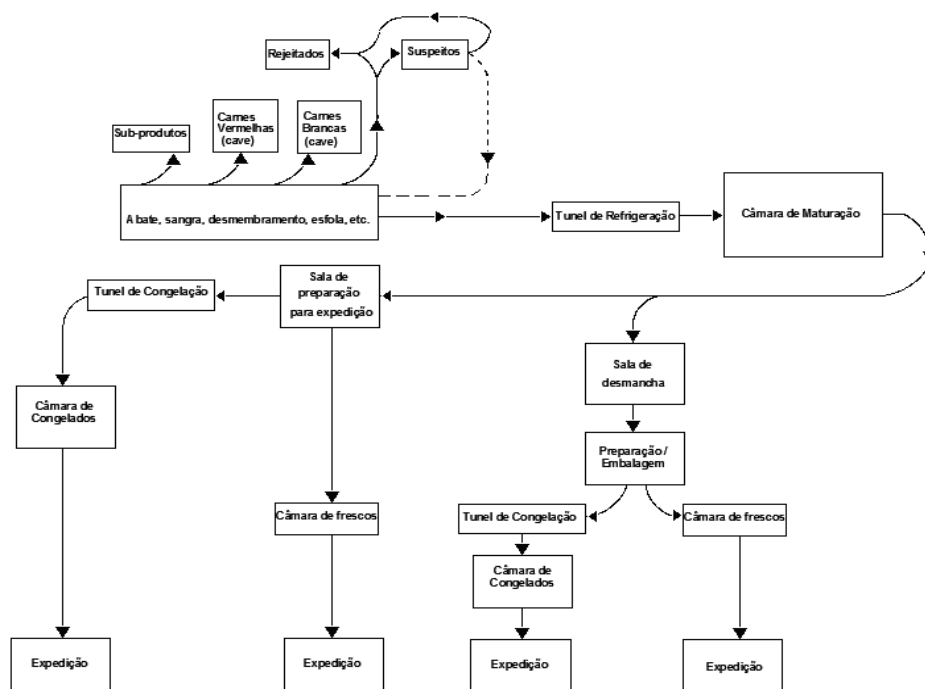 Rejeitados
Suspeitos
Sub-produtos
Carnes
Vermelhas
(cave)
Carnes
Brancas
(cave)
Abate, sangra, desmembramento, esfola, etc.
Tunel de Refrigeração
Câmara de Maturação
Tunel de Congelação
Sala de
preparação
para expedição
Sala de
desmancha
Câmara de
Congelados
Preparação /
Embalagem
Câmara de frescos
Tunel de Congelação
Câmara de frescos
Câmara de
Congelados
Expedição
Expedição
Expedição
Expedição